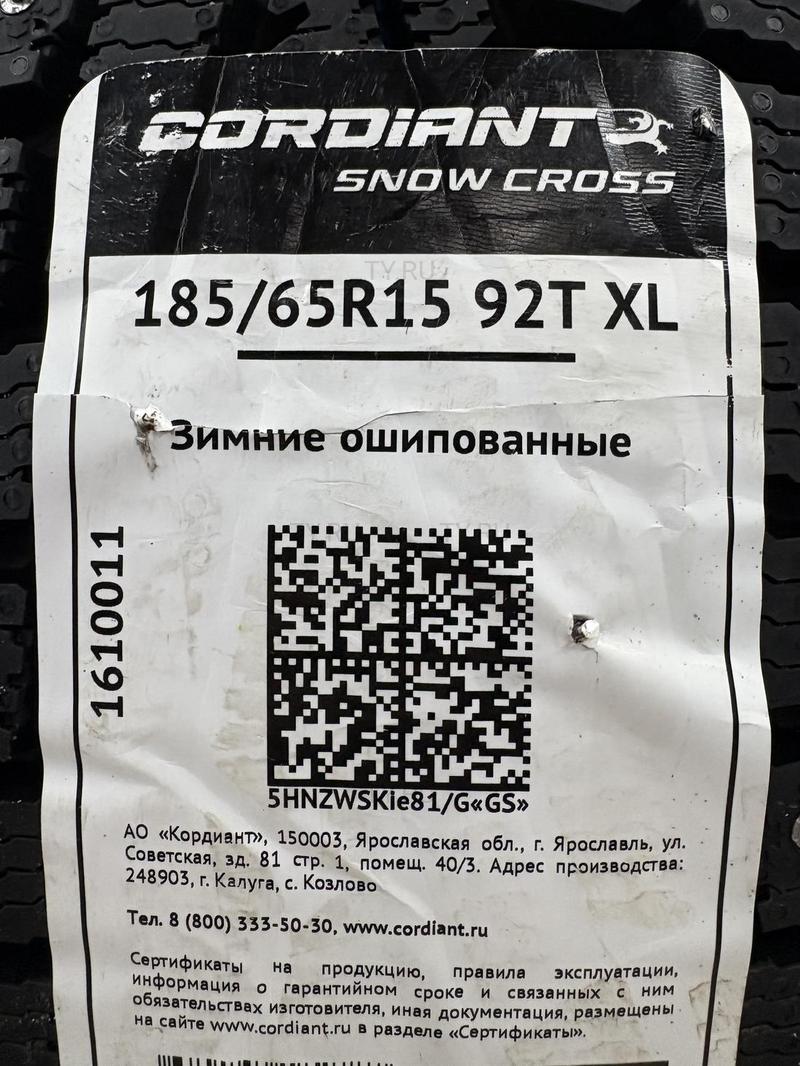 CORDIANT
SNOW CROSS
TY.RU
185/65R15 92T XL
Зимние ошипованные
1610011
5HNZWSKie81/G«GS»
АО «Кордиант», 150003, Ярославская обл., г. Ярославль, ул.
Советская, зд. 81 стр. 1, помещ. 40/3. Адрес производства:
248903, г. Калуга, с. Козлово
Тел. 8 (800) 333-50-30, www.cordiant.ru
Сертификаты на продукцию, правила эксплуатации,
информация о гарантийном сроке и связанных с ним
обязательствах изготовителя, иная документация, размещены
на сайте www.cordiant.ru в разделе «Сертификаты».